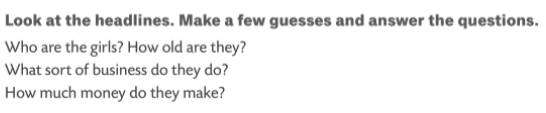 Look at the headlines. Make a few guesses and answer the questions.
Who are the girls? How old are they?
What sort of business do they do?
How much money do they make?